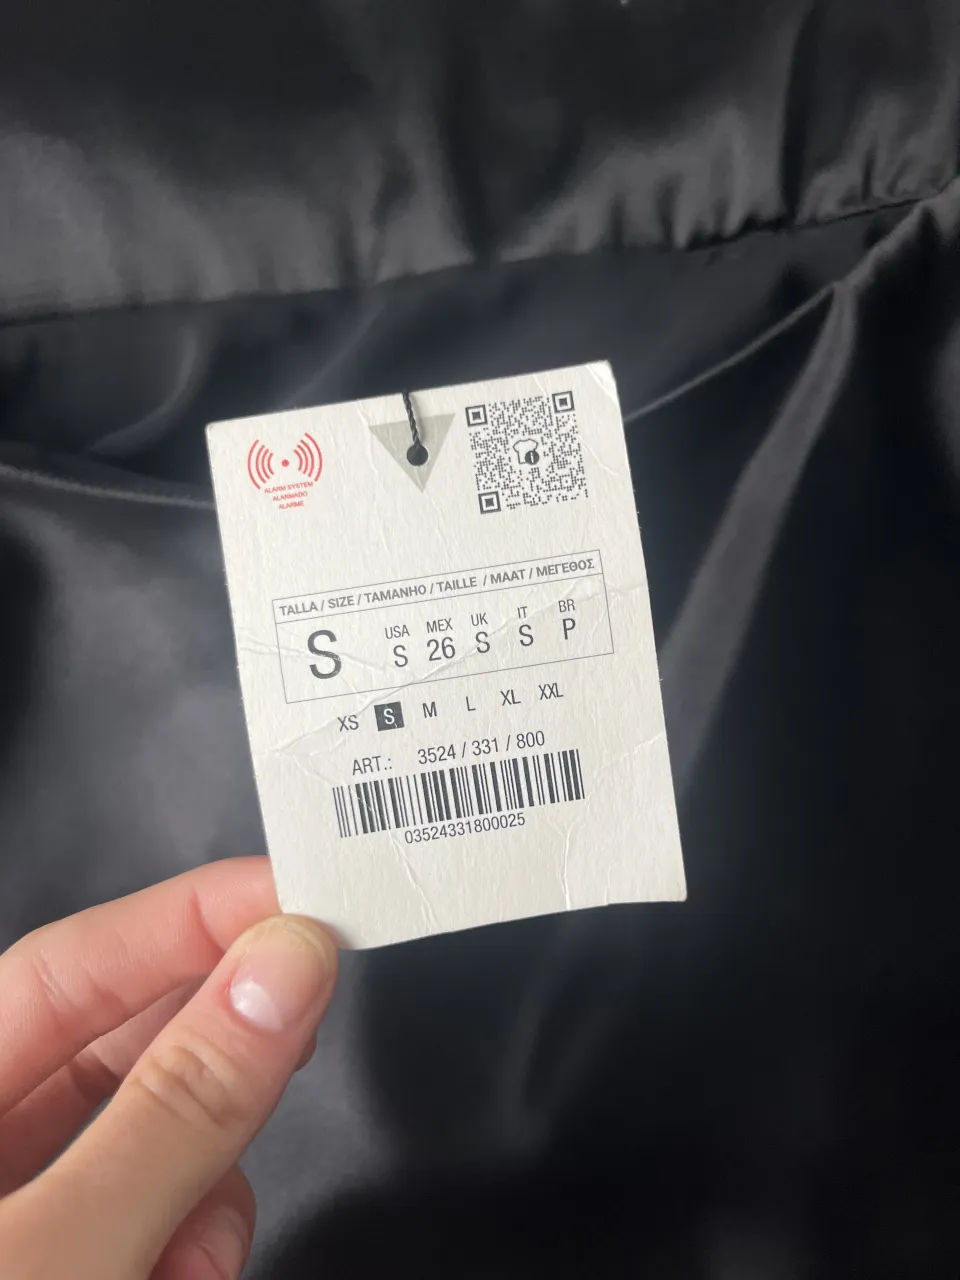 ALARM SYSTEM
ALARMADO
ALARME
TALLA / SIZE / TAMANHO / TAILLE / MAAT / ΜΕΓΕΘΟΣ
S
USA MEX UK IT BR
S 26 S S P
XS S M L XL XXL
ART.: 3524 / 331 / 800
03524331800025